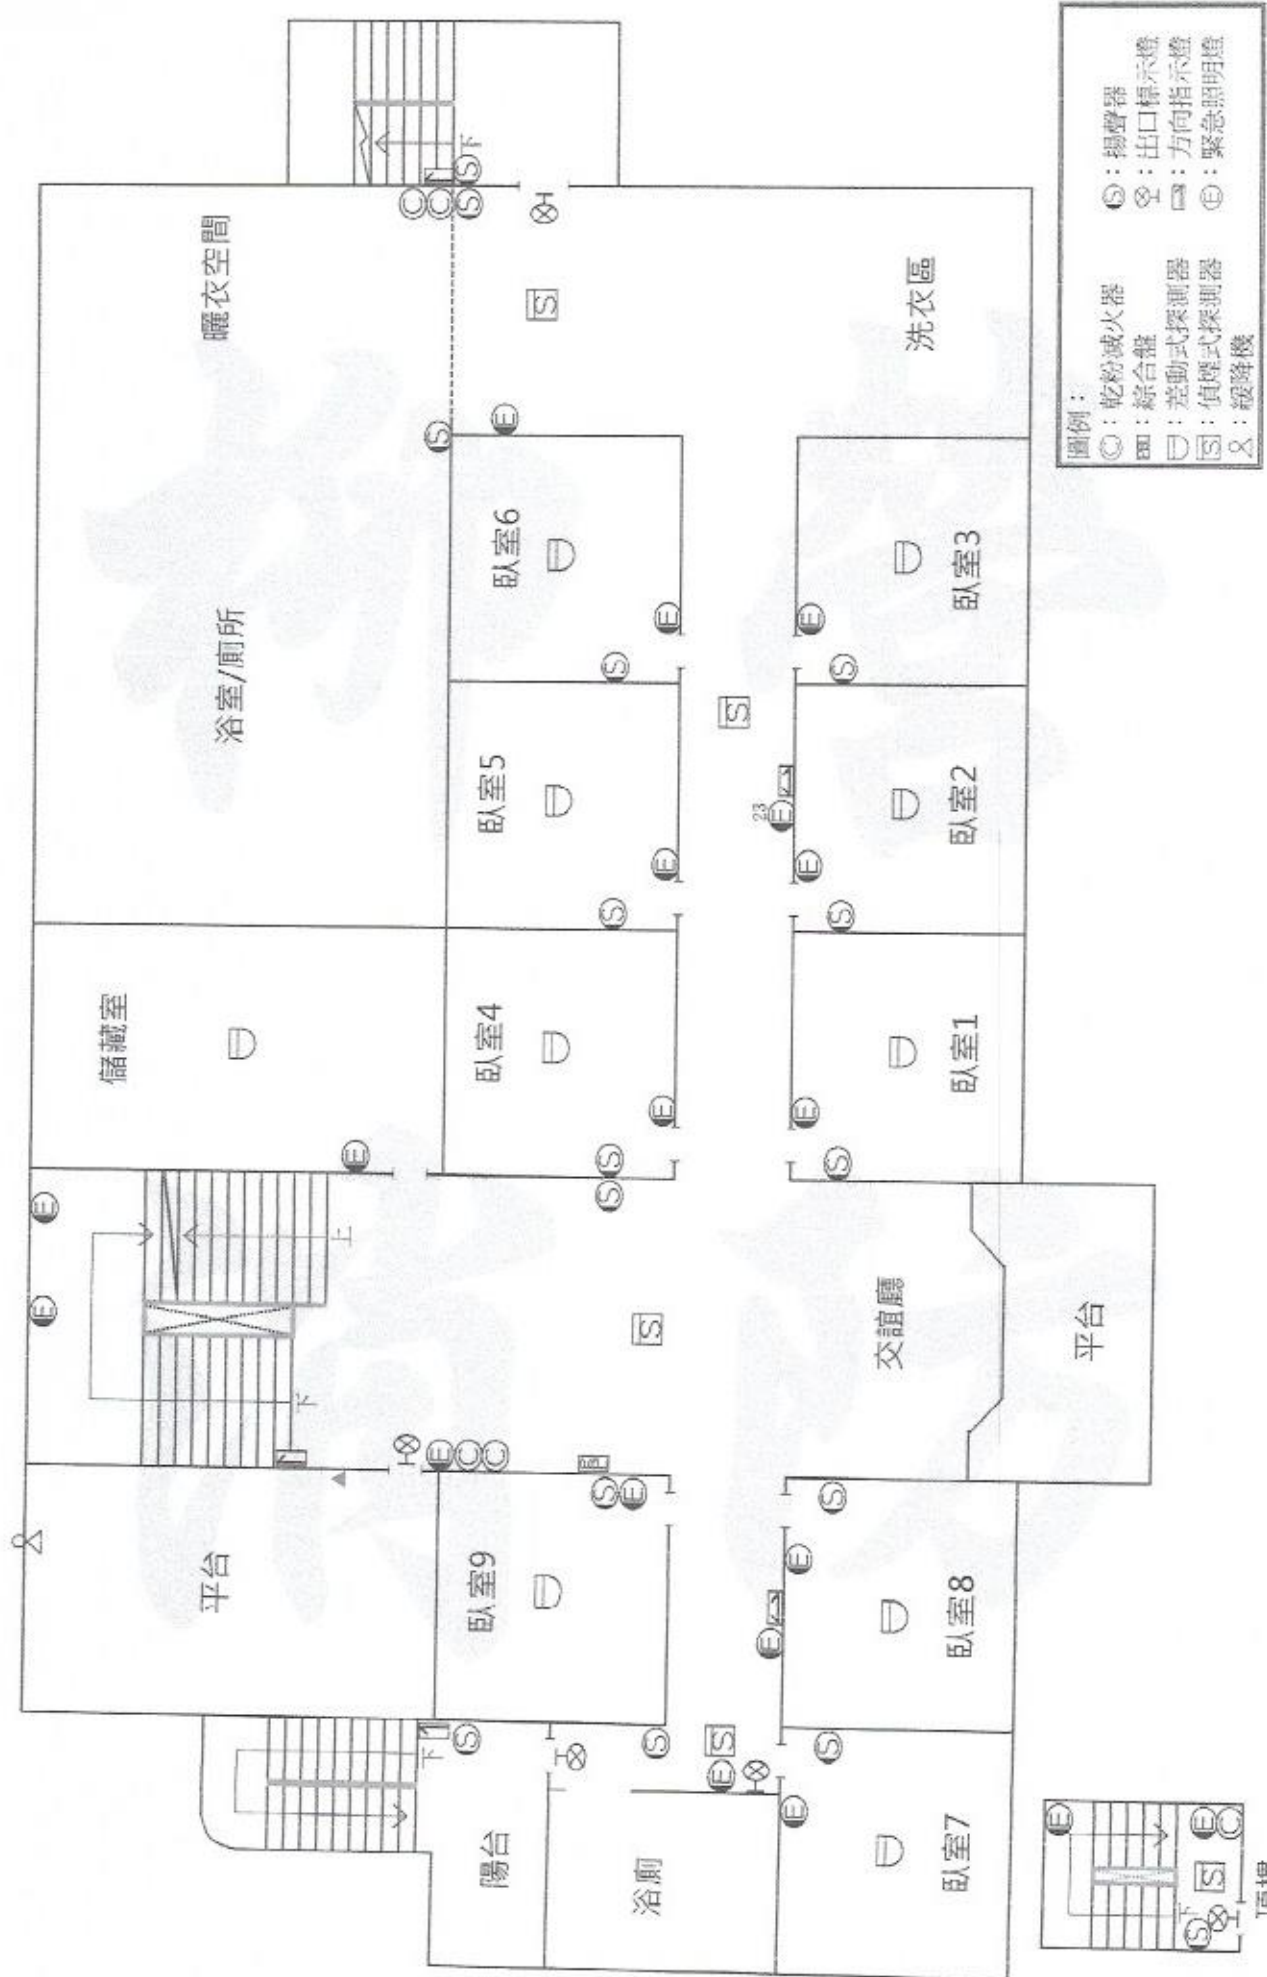 曬衣空間
下
洗衣區
浴室/廁所
臥室6
臥室3
臥室5
臥室2
23
儲藏室
臥室4
臥室1
上
下
交誼廳
平台
平台
臥室9
臥室8
下
陽台
浴廁
臥室7
圖例：
Ⓒ：乾粉滅火器
：綜合盤
：差動式探測器
S：偵煙式探測器
：緩降機
Ⓢ：揚聲器
：出口標示燈
：方向指示燈
Ⓔ：緊急照明燈
下